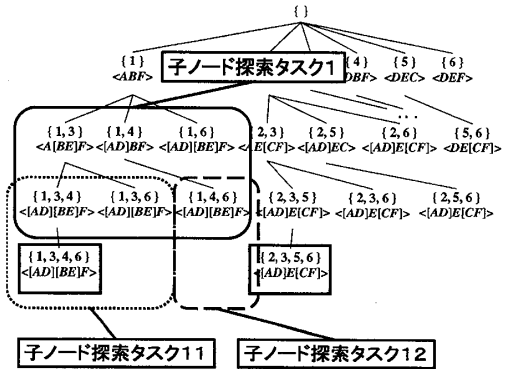 { }
{ 1 } { 4 } { 5 } { 6 }
<ABF> DBF> <DEC> <DEF>
子ノード探索タスク1
...
{ 1, 3 } { 1, 4 } { 1, 6 } { 2, 3 } { 2, 5 } { 2, 6 } { 5, 6 }
<A[BE]F> <[AD]BF> <[AD][BE]F> <A E[CF]> <[AD]EC> <[AD]E[CF]> <DE[CF]>
{ 1, 3, 4 } { 1, 3, 6 } { 1, 4, 6 } { 2, 3, 5 } { 2, 3, 6 } { 2, 5, 6 }
<[AD][BE]F> <[AD][BE]F> <[AD][BE]F> <[AD]E[CF]> <[AD]E[CF]> <[AD]E[CF]>
{ 1, 3, 4, 6 } { 2, 3, 5, 6 }
<[AD][BE]F> <[AD]E[CF]>
子ノード探索タスク11 子ノード探索タスク12